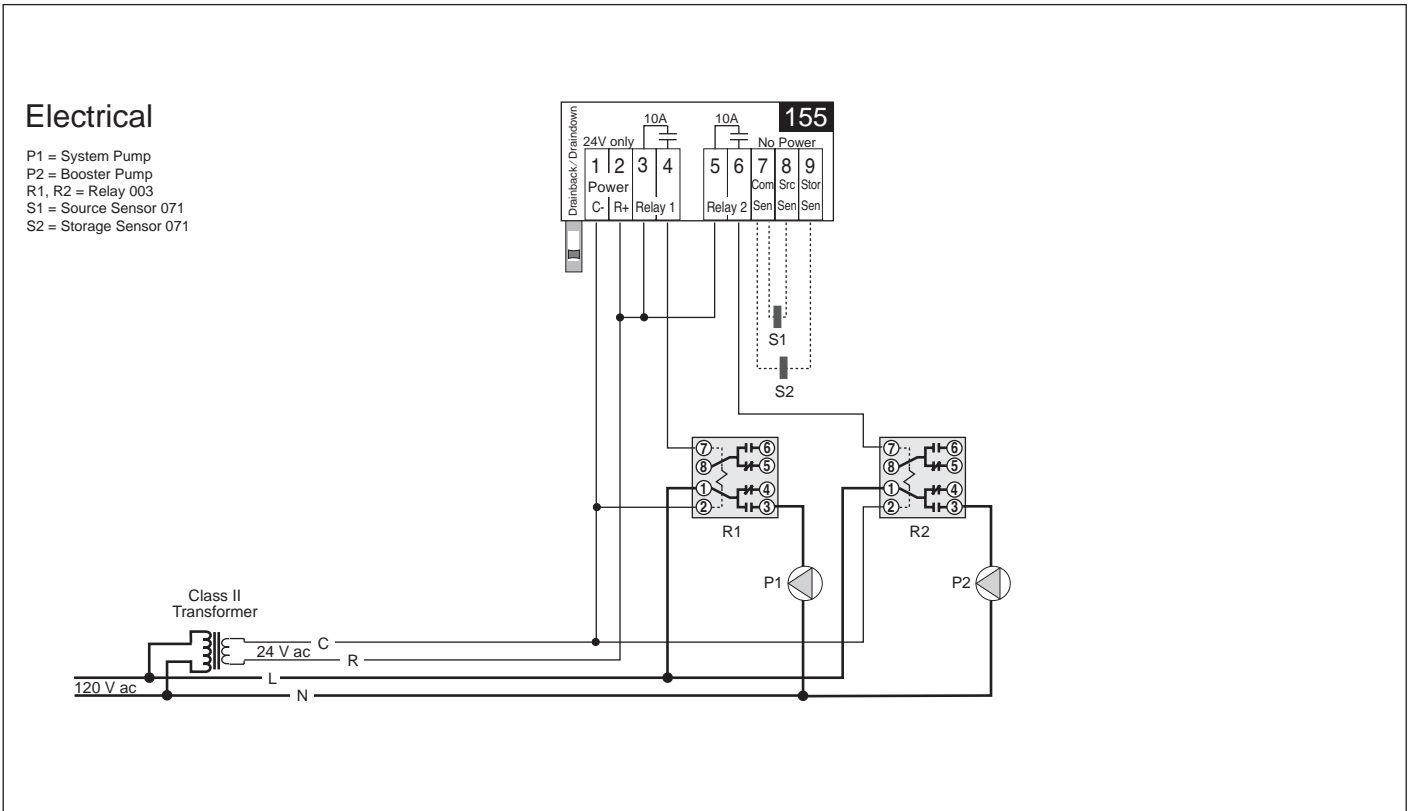 Electrical
P1 = System Pump
P2 = Booster Pump
R1, R2 = Relay 003
S1 = Source Sensor 071
S2 = Storage Sensor 071
Drainback/Draindown
155
10A
10A
24V only
No Power
1 2 3 4
5 6 7 8 9
Power
Com Src Stor
C- R+ Relay 1
Relay 2 Sen Sen Sen
S1
S2
7 6
8 5
1 4
2 3
R1
7 6
8 5
1 4
2 3
R2
P1
P2
Class II
Transformer
C
24 V ac
R
L
120 V ac
N